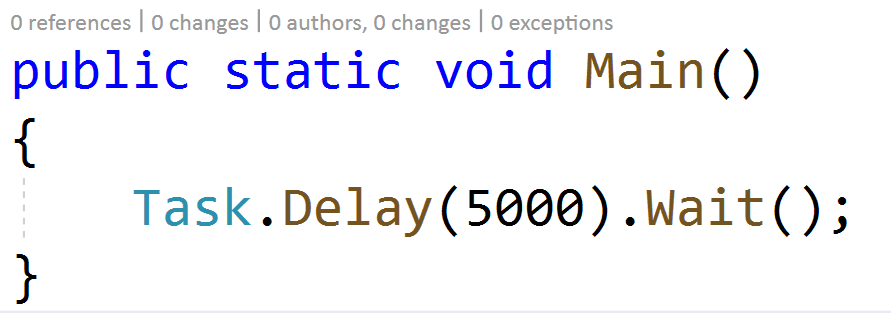 0 references | 0 changes | 0 authors, 0 changes | 0 exceptions
public static void Main()
{
    Task.Delay(5000).Wait();
}